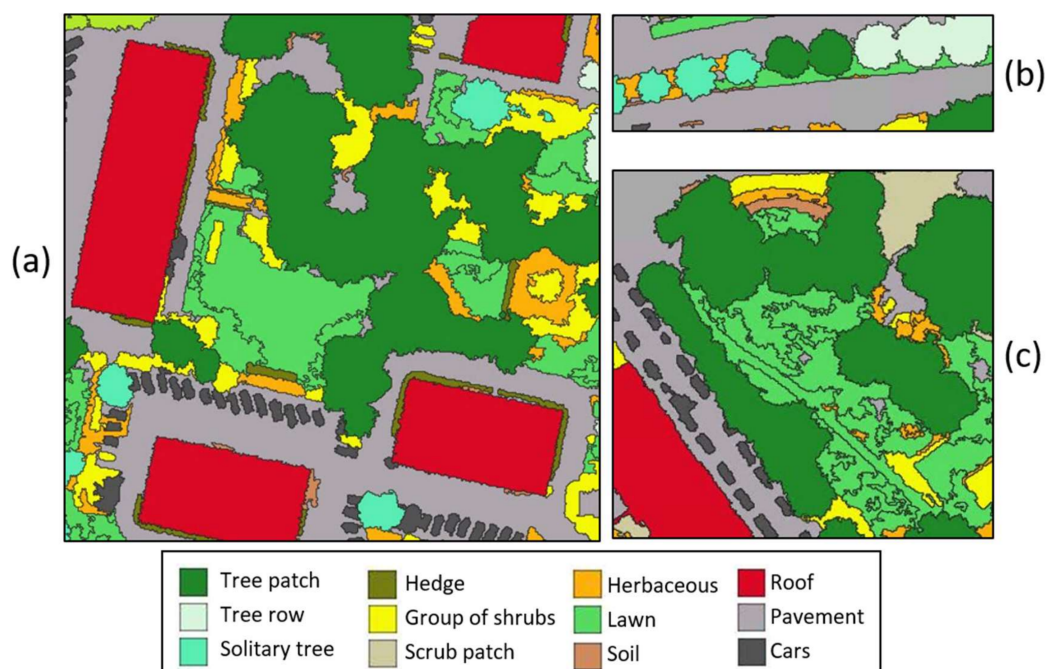 (a)
(b)
(c)
Tree patch Hedge Herbaceous Roof
Tree row Group of shrubs Lawn Pavement
Solitary tree Scrub patch Soil Cars